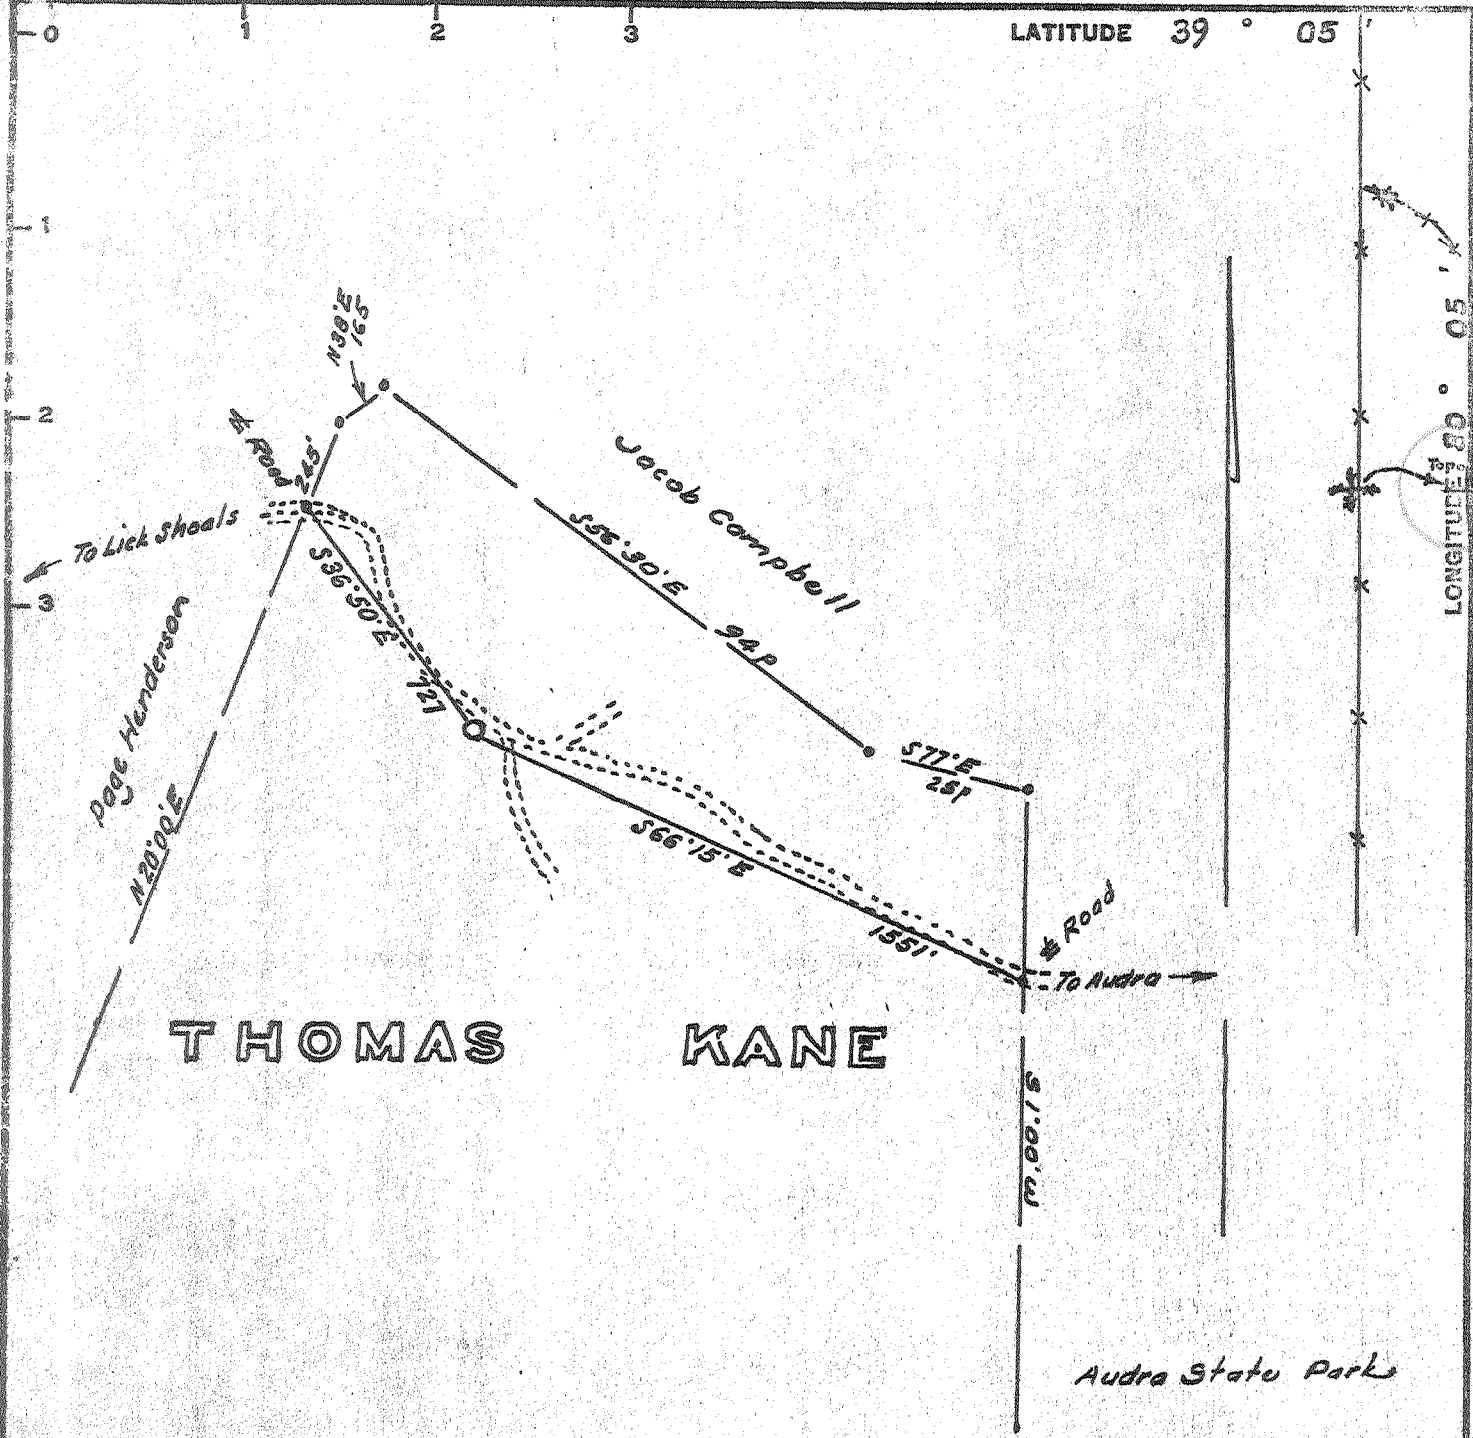 0 1 2 3 LATITUDE 39 ° 05 '
1
2
3
LONGITUDE 80 ° 05 '
N38°E
165
Road
245'
To Lick Shoals
S36°50'E
727
Page Henderson
N20°00'E
Jacob Campbell
S56°30'E
94P
S77°E
25P
S66°15'E
1551'
Road
To Audra
THOMAS KANE
S1°00'W
Audra State Park